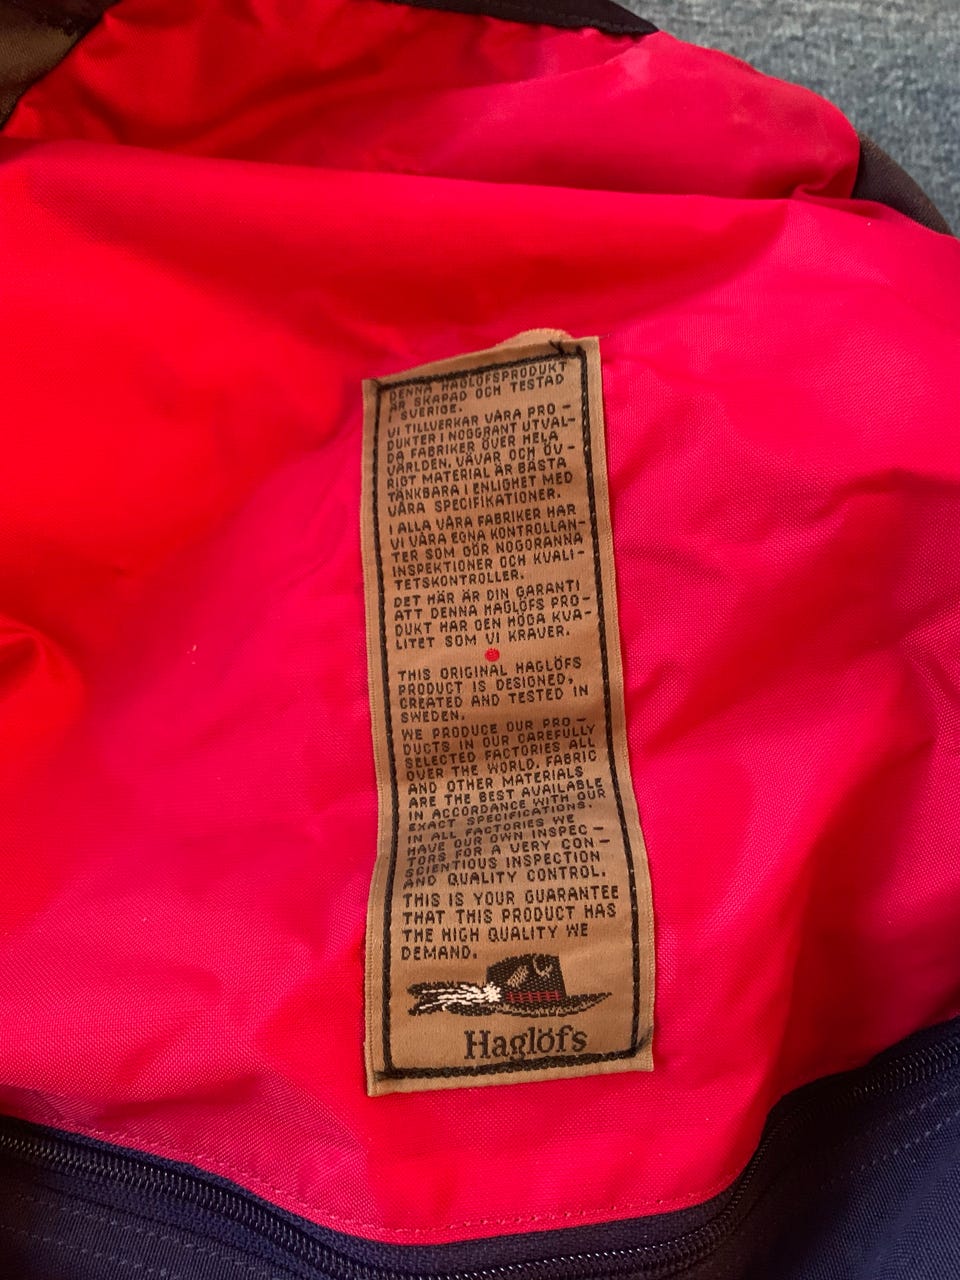 DENNA HAGLÖFSPRODUKT
ÄR SKAPAD OCH TESTAD
I SVERIGE.
VI TILLVERKAR VÅRA PRO-
DUKTER I NOGGRANT UTVAL-
DA FABRIKER ÖVER HELA
VÄRLDEN. VÄVAR OCH ÖV-
RIGT MATERIAL ÄR BÄSTA
TÄNKBARA I ENLIGHET MED
VÅRA SPECIFIKATIONER.
I ALLA VÅRA FABRIKER HAR
VI VÅRA EGNA KONTROLLAN-
TER SOM GÖR NOGGRANNA
INSPEKTIONER OCH KVALI-
TETSKONTROLLER.
DET HÄR ÄR DIN GARANTI
ATT DENNA HAGLÖFS PRO-
DUKT HAR DEN HÖGA KVA-
LITET SOM VI KRÄVER.
THIS ORIGINAL HAGLÖFS
PRODUCT IS DESIGNED,
CREATED AND TESTED IN
SWEDEN.
WE PRODUCE OUR PRO-
DUCTS IN OUR CAREFULLY
SELECTED FACTORIES ALL
OVER THE WORLD. FABRIC
AND OTHER MATERIALS
ARE THE BEST AVAILABLE
IN ACCORDANCE WITH OUR
EXACT SPECIFICATIONS.
IN ALL FACTORIES WE
HAVE OUR OWN INSPEC-
TORS FOR A VERY CON-
SCIENTIOUS INSPECTION
AND QUALITY CONTROL.
THIS IS YOUR GUARANTEE
THAT THIS PRODUCT HAS
THE HIGH QUALITY WE
DEMAND.
Haglöfs